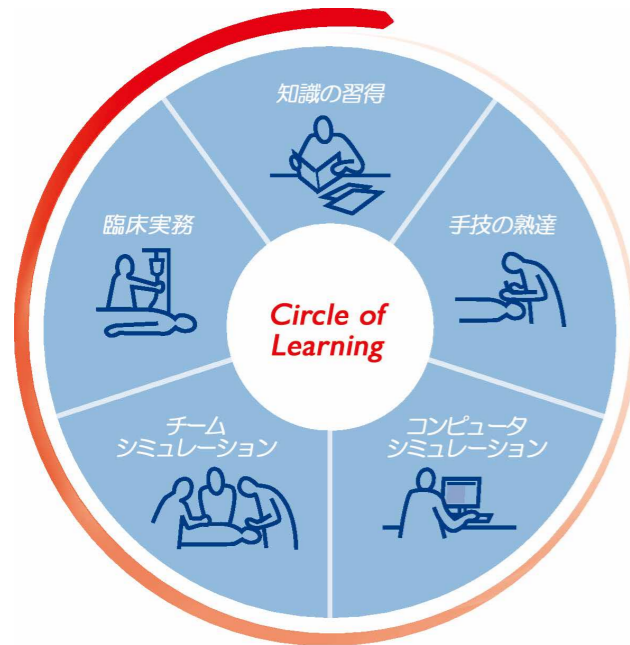 知識の習得
手技の熟達
コンピュータ
シミュレーション
チーム
シミュレーション
臨床実務
Circle of
Learning